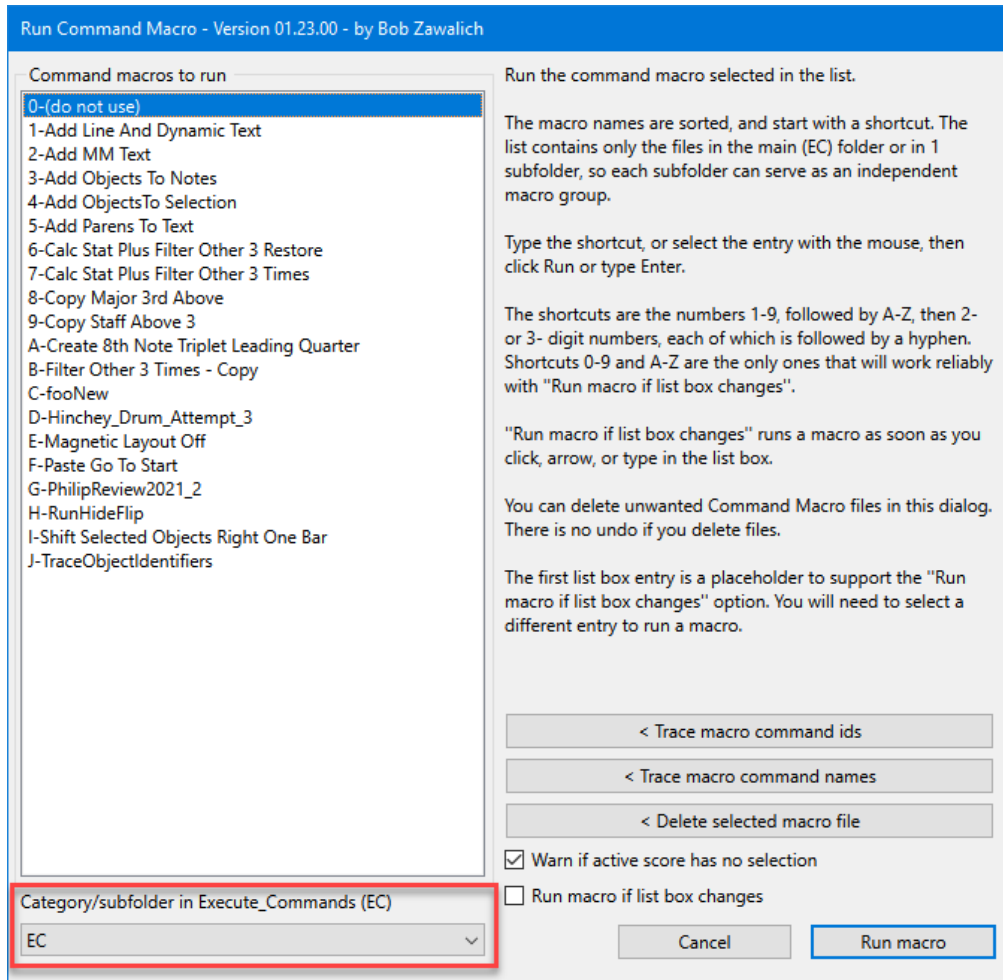 Run Command Macro - Version 01.23.00 - by Bob Zawalich
Command macros to run
0-(do not use)
1-Add Line And Dynamic Text
2-Add MM Text
3-Add Objects To Notes
4-Add ObjectsTo Selection
5-Add Parens To Text
6-Calc Stat Plus Filter Other 3 Restore
7-Calc Stat Plus Filter Other 3 Times
8-Copy Major 3rd Above
9-Copy Staff Above 3
A-Create 8th Note Triplet Leading Quarter
B-Filter Other 3 Times - Copy
C-fooNew
D-Hinchey_Drum_Attempt_3
E-Magnetic Layout Off
F-Paste Go To Start
G-PhilipReview2021_2
H-RunHideFlip
I-Shift Selected Objects Right One Bar
J-TraceObjectIdentifiers
Category/subfolder in Execute_Commands (EC)
EC
Run the command macro selected in the list.
The macro names are sorted, and start with a shortcut. The
list contains only the files in the main (EC) folder or in 1
subfolder, so each subfolder can serve as an independent
macro group.
Type the shortcut, or select the entry with the mouse, then
click Run or type Enter.
The shortcuts are the numbers 1-9, followed by A-Z, then 2-
or 3- digit numbers, each of which is followed by a hyphen.
Shortcuts 0-9 and A-Z are the only ones that will work reliably
with "Run macro if list box changes".
"Run macro if list box changes" runs a macro as soon as you
click, arrow, or type in the list box.
You can delete unwanted Command Macro files in this dialog.
There is no undo if you delete files.
The first list box entry is a placeholder to support the "Run
macro if list box changes" option. You will need to select a
different entry to run a macro.
< Trace macro command ids
< Trace macro command names
< Delete selected macro file
Warn if active score has no selection
Run macro if list box changes
Cancel
Run macro